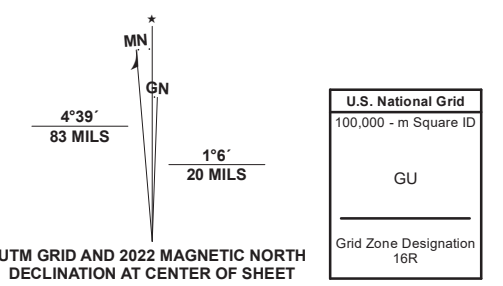 ★
MN
GN
4°39´
83 MILS
1°6´
20 MILS
UTM GRID AND 2022 MAGNETIC NORTH
DECLINATION AT CENTER OF SHEET
U.S. National Grid
100,000 - m Square ID
GU
Grid Zone Designation
16R